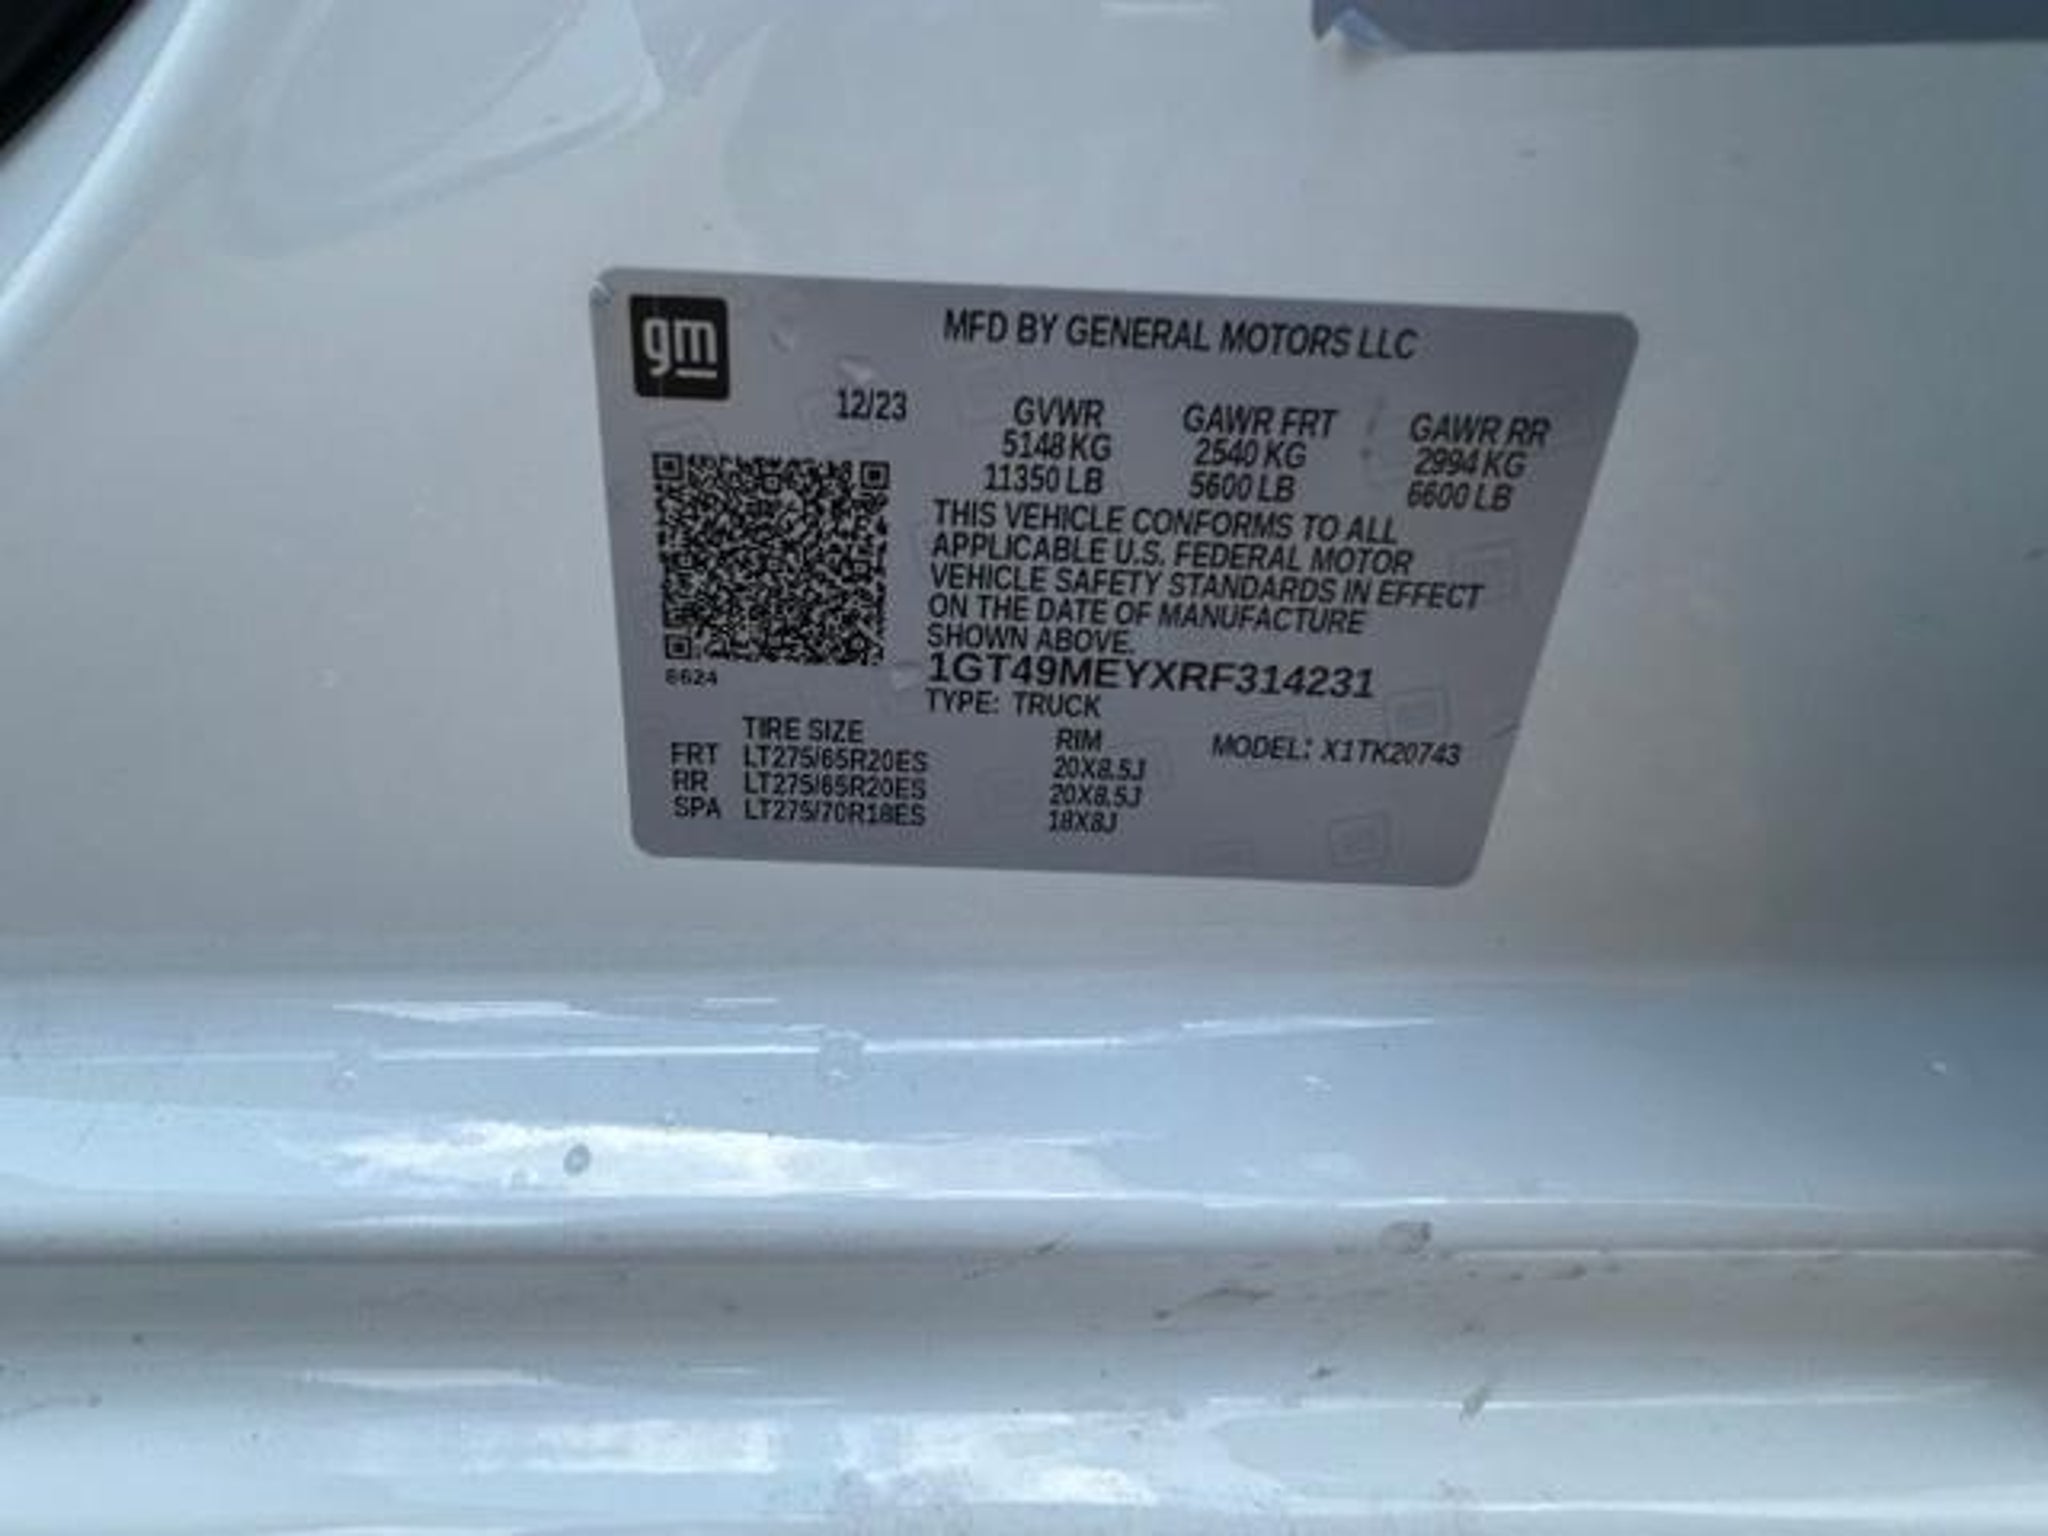 gm
MFD BY GENERAL MOTORS LLC
12/23
GVWR GAWR FRT GAWR RR
5148 KG 2540 KG 2994 KG
11350 LB 5600 LB 6600 LB
THIS VEHICLE CONFORMS TO ALL
APPLICABLE U.S. FEDERAL MOTOR
VEHICLE SAFETY STANDARDS IN EFFECT
ON THE DATE OF MANUFACTURE
SHOWN ABOVE.
1GT49MEYXRF314231
8624
TYPE: TRUCK
TIRE SIZE RIM MODEL: X1TK20743
FRT LT275/65R20ES 20X8.5J
RR LT275/65R20ES 20X8.5J
SPA LT275/70R18ES 18X8J